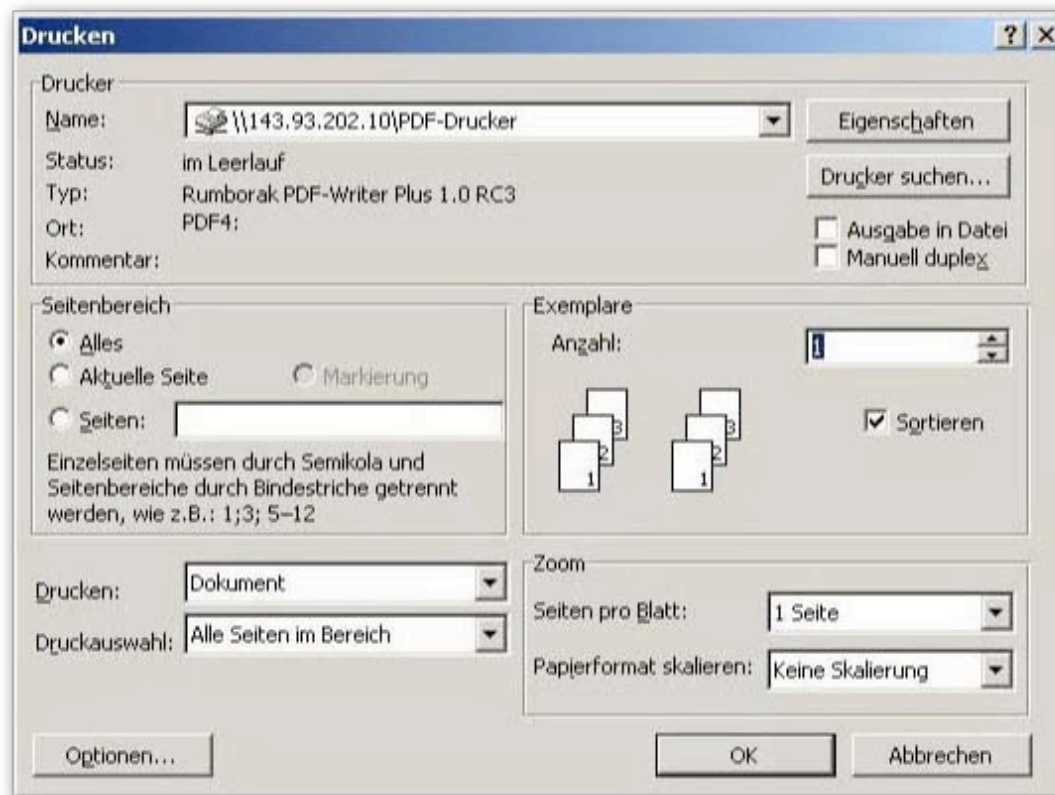 Drucken
Drucker
Name: \\143.93.202.10\PDF-Drucker Eigenschaften
Status: im Leerlauf
Typ: Rumborak PDF-Writer Plus 1.0 RC3 Drucker suchen...
Ort: PDF4: Ausgabe in Datei
Kommentar: Manuell duplex
Seitenbereich
Alles
Aktuelle Seite Markierung
Seiten:
Einzelseiten müssen durch Semikola und
Seitenbereiche durch Bindestriche getrennt
werden, wie z.B.: 1;3; 5–12
Exemplare
Anzahl: 1
3 3
2 2
1 1
Sortieren
Drucken: Dokument
Druckauswahl: Alle Seiten im Bereich
Zoom
Seiten pro Blatt: 1 Seite
Papierformat skalieren: Keine Skalierung
Optionen... OK Abbrechen